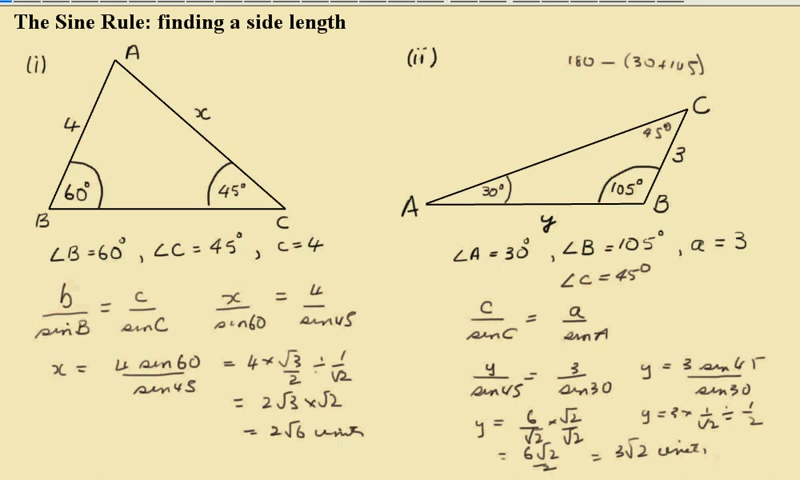 The Sine Rule: finding a side length
(i)
A
4
x
60°
45°
B
C
∠B = 60°, ∠C = 45°, c = 4
b/sinB = c/sinC
x/sin60 = 4/sin45
x = 4 sin60/sin45 = 4 × √3/2 ÷ 1/√2
= 2√3 × √2
= 2√6 units
(ii)
180 − (30+105)
C
45°
3
A
30°
105°
B
y
∠A = 30°, ∠B = 105°, a = 3
∠C = 45°
c/sinC = a/sinA
y/sin45 = 3/sin30
y = 3 sin45/sin30
y = 3 × 1/√2 ÷ 1/2
y = 6/√2 × √2/√2
= 6√2/2 = 3√2 units